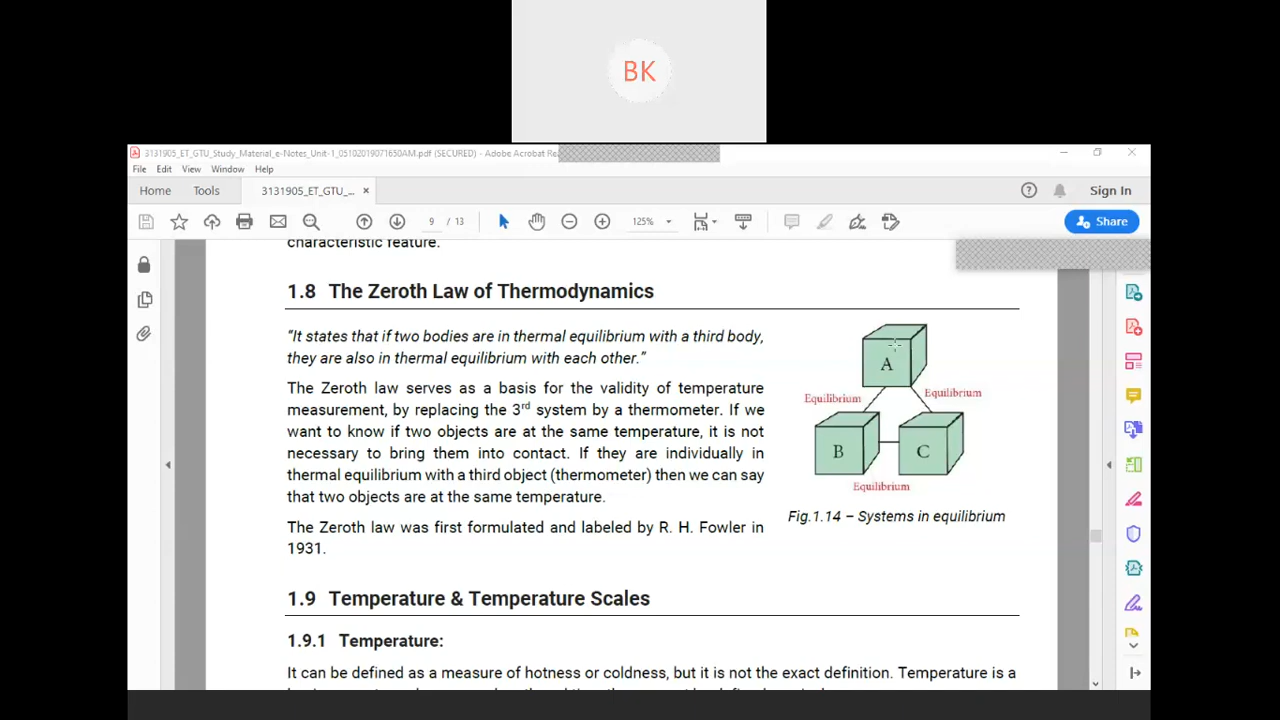 BK
3131905_ET_GTU_Study_Material_e-Notes_Unit-1_05102019071650AM.pdf (SECURED) - Adobe Acrobat Re
File Edit View Window Help
Home Tools 3131905_ET_GTU_... × Sign In
9 / 13 125% Share
characteristic feature.
1.8 The Zeroth Law of Thermodynamics
“It states that if two bodies are in thermal equilibrium with a third body,
they are also in thermal equilibrium with each other.”
The Zeroth law serves as a basis for the validity of temperature
measurement, by replacing the 3rd system by a thermometer. If we
want to know if two objects are at the same temperature, it is not
necessary to bring them into contact. If they are individually in
thermal equilibrium with a third object (thermometer) then we can say
that two objects are at the same temperature.
The Zeroth law was first formulated and labeled by R. H. Fowler in
1931.
A
Equilibrium Equilibrium
B C
Equilibrium
Fig.1.14 – Systems in equilibrium
1.9 Temperature & Temperature Scales
1.9.1 Temperature:
It can be defined as a measure of hotness or coldness, but it is not the exact definition. Temperature is a